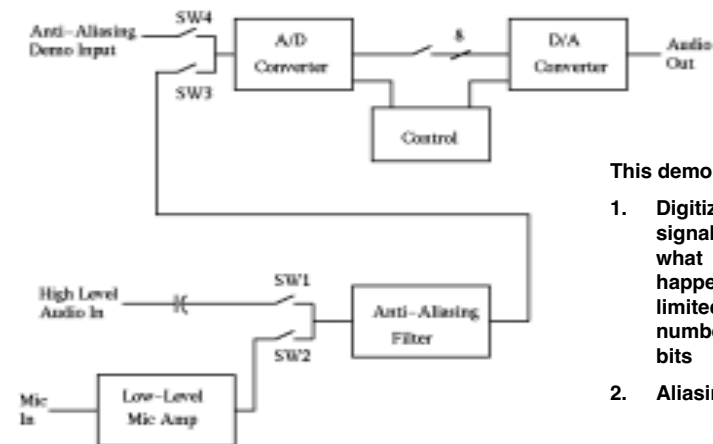 SW4
Anti-Aliasing
Demo Input
A/D
Converter
8
D/A
Converter
Audio
Out
SW3
Control
This demo
1. Digitiz
signal
what
happe
limited
numbe
bits
2. Aliasin
High Level
Audio In
SW1
SW2
Anti-Aliasing
Filter
Mic
In
Low-Level
Mic Amp